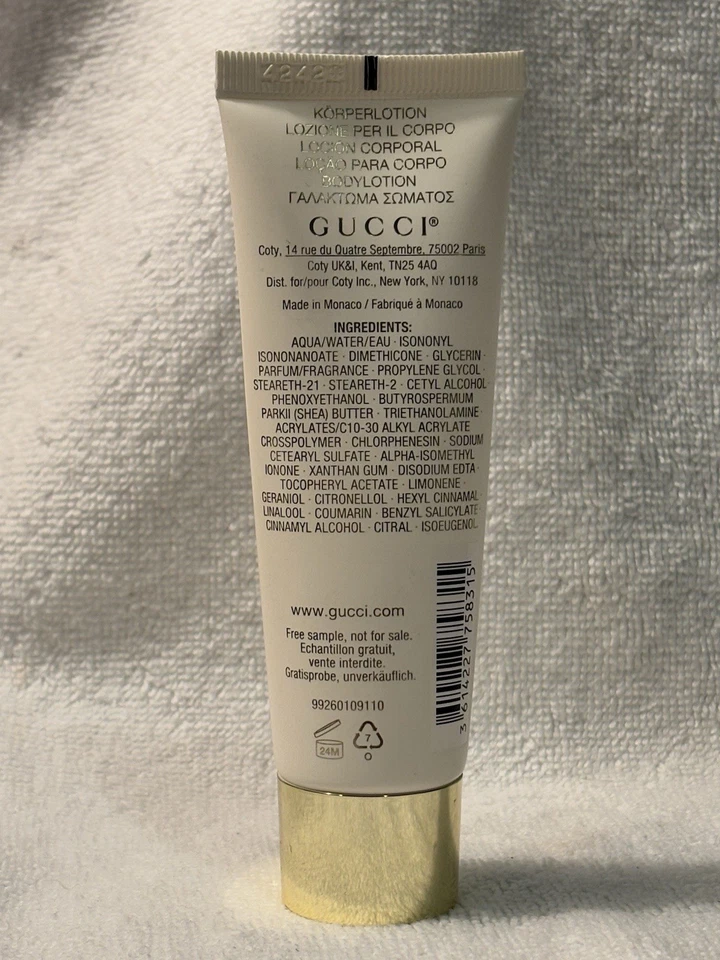 KÖRPERLOTION
LOZIONE PER IL CORPO
LOCIÓN CORPORAL
LOÇÃO PARA CORPO
BODYLOTION
ΓΑΛΑΚΤΩΜΑ ΣΩΜΑΤΟΣ
GUCCI®
Coty, 14 rue du Quatre Septembre, 75002 Paris
Coty UK&I, Kent, TN25 4AQ
Dist. for/pour Coty Inc., New York, NY 10118
Made in Monaco / Fabriqué à Monaco
INGREDIENTS:
AQUA/WATER/EAU · ISONONYL
ISONONANOATE · DIMETHICONE · GLYCERIN ·
PARFUM/FRAGRANCE · PROPYLENE GLYCOL ·
STEARETH-21 · STEARETH-2 · CETYL ALCOHOL
PHENOXYETHANOL · BUTYROSPERMUM
PARKII (SHEA) BUTTER · TRIETHANOLAMINE ·
ACRYLATES/C10-30 ALKYL ACRYLATE
CROSSPOLYMER · CHLORPHENESIN · SODIUM
CETEARYL SULFATE · ALPHA-ISOMETHYL
IONONE · XANTHAN GUM · DISODIUM EDTA ·
TOCOPHERYL ACETATE · LIMONENE ·
GERANIOL · CITRONELLOL · HEXYL CINNAMAL ·
LINALOOL · COUMARIN · BENZYL SALICYLATE ·
CINNAMYL ALCOHOL · CITRAL · ISOEUGENOL.
www.gucci.com
Free sample, not for sale.
Echantillon gratuit,
vente interdite.
Gratisprobe, unverkäuflich.
99260109110
24M
7
O
3 614227 758315